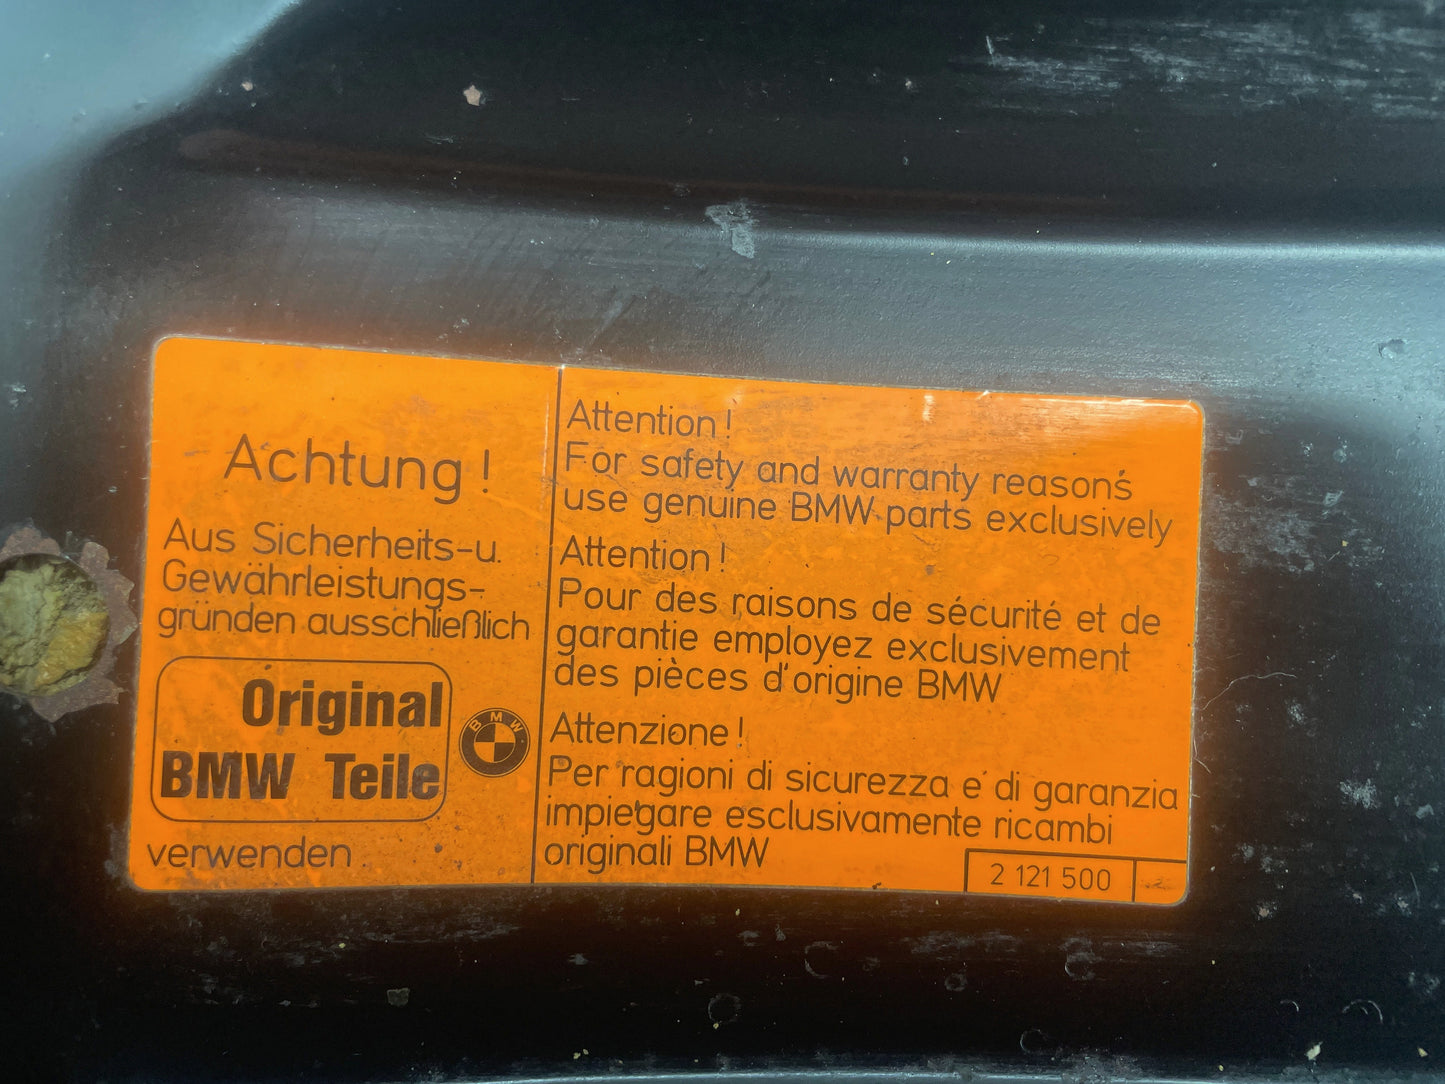 Achtung !
Aus Sicherheits-u.
Gewährleistungs-
gründen ausschließlich
Original
BMW Teile
BMW
verwenden
Attention !
For safety and warranty reasons
use genuine BMW parts exclusively
Attention !
Pour des raisons de sécurité et de
garantie employez exclusivement
des pièces d'origine BMW
Attenzione !
Per ragioni di sicurezza e di garanzia
impiegare esclusivamente ricambi
originali BMW
2 121 500